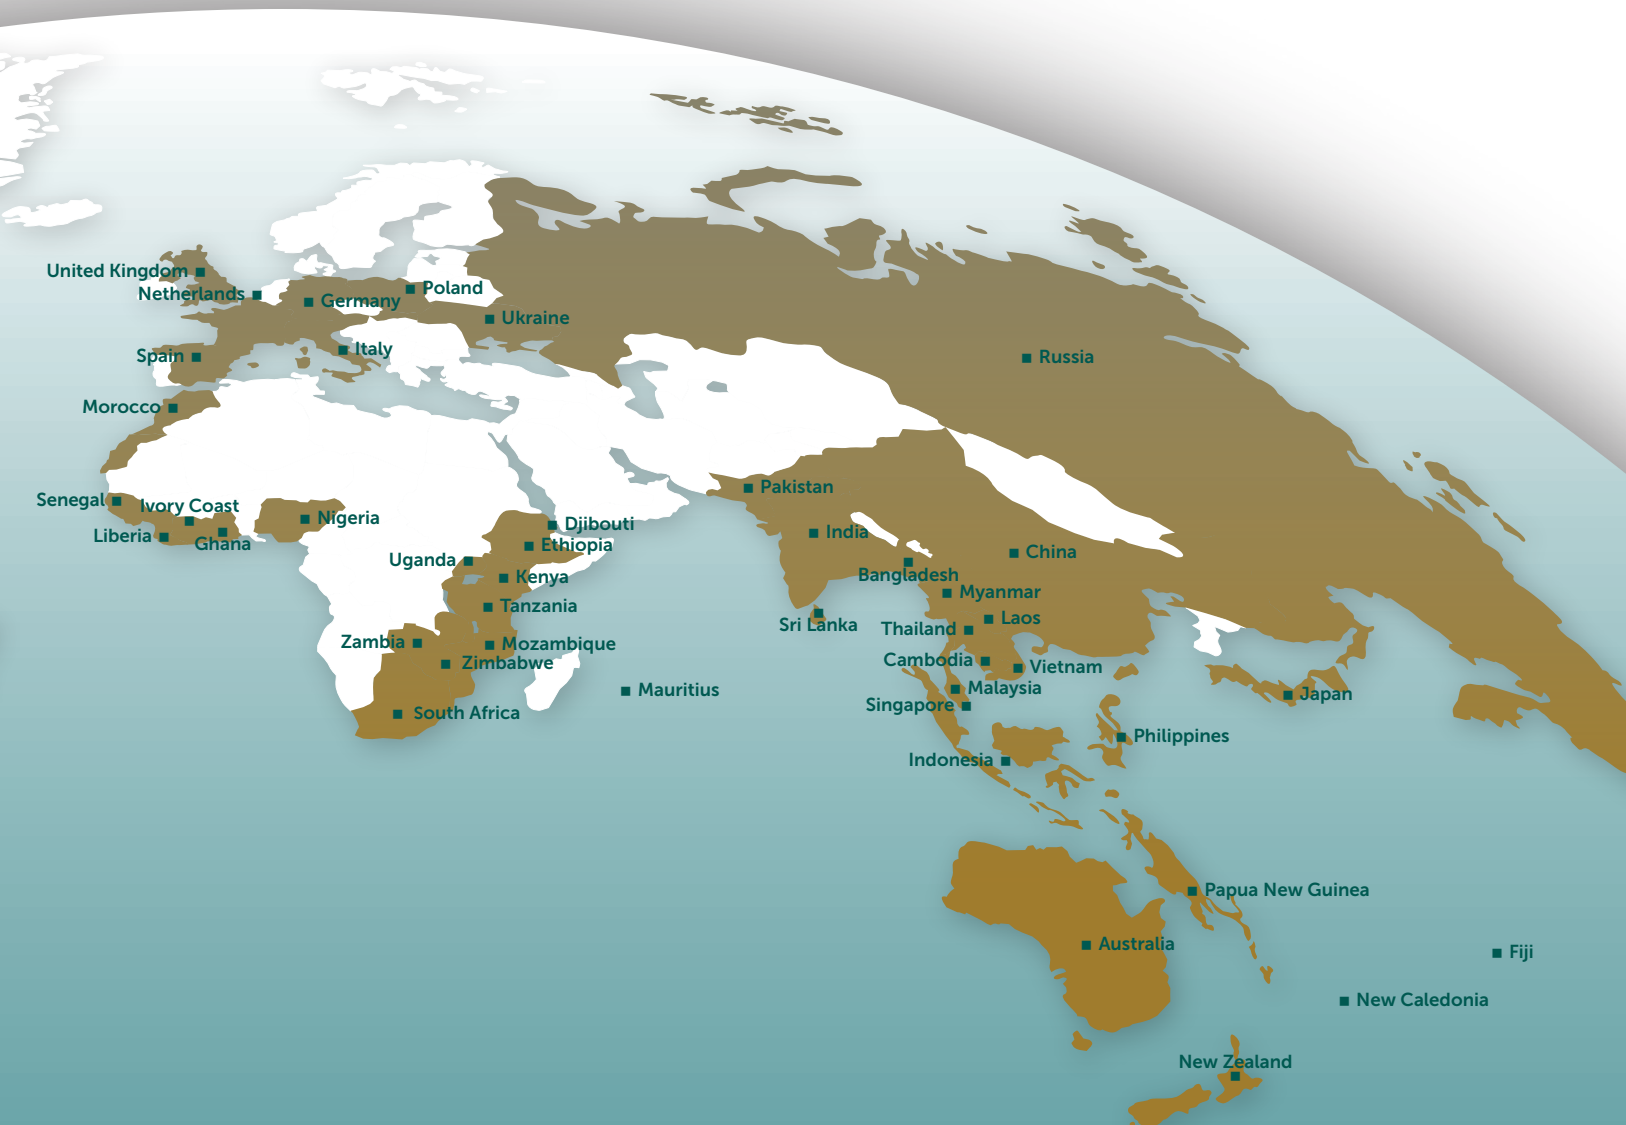 United Kingdom
Netherlands
Germany
Poland
Ukraine
Spain
Italy
Russia
Morocco
Senegal
Ivory Coast
Liberia
Ghana
Nigeria
Djibouti
Ethiopia
Uganda
Kenya
Tanzania
Zambia
Mozambique
Zimbabwe
Mauritius
South Africa
Pakistan
India
China
Bangladesh
Myanmar
Sri Lanka
Laos
Thailand
Cambodia
Vietnam
Malaysia
Singapore
Japan
Philippines
Indonesia
Papua New Guinea
Australia
Fiji
New Caledonia
New Zealand